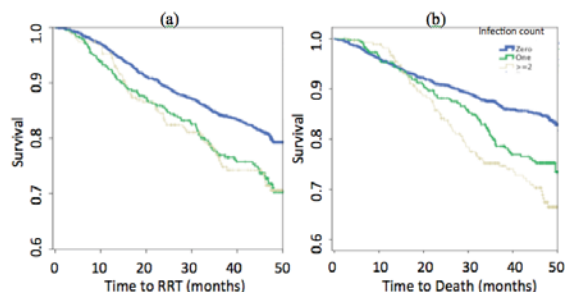 (a)
Survival
1.0
0.9
0.8
0.7
0.6
0 10 20 30 40 50
Time to RRT (months)
(b)
Infection count
Zero
One
>=2
Survival
1.0
0.9
0.8
0.7
0.6
0 10 20 30 40 50
Time to Death (months)